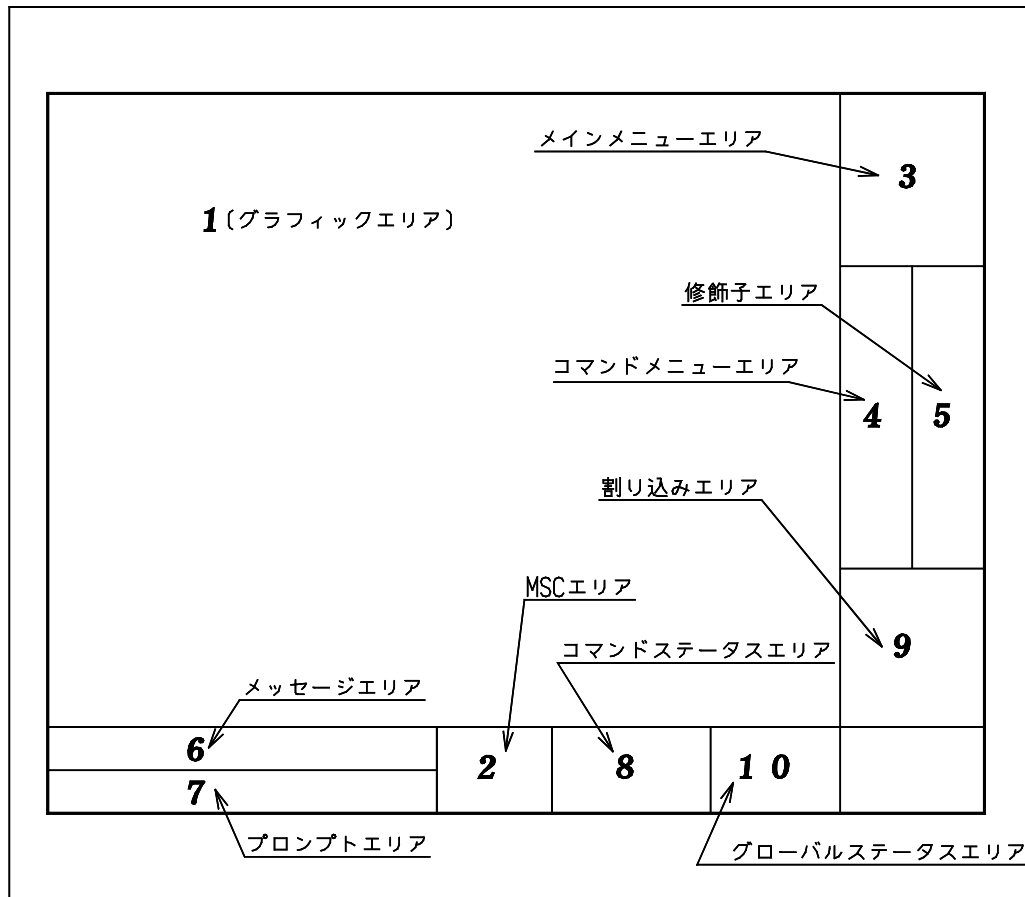 メインメニューエリア
3
1(グラフィックエリア)
修飾子エリア
コマンドメニューエリア
4
5
割り込みエリア
MSCエリア
9
コマンドステータスエリア
メッセージエリア
6
2
8
10
7
プロンプトエリア
グローバルステータスエリア